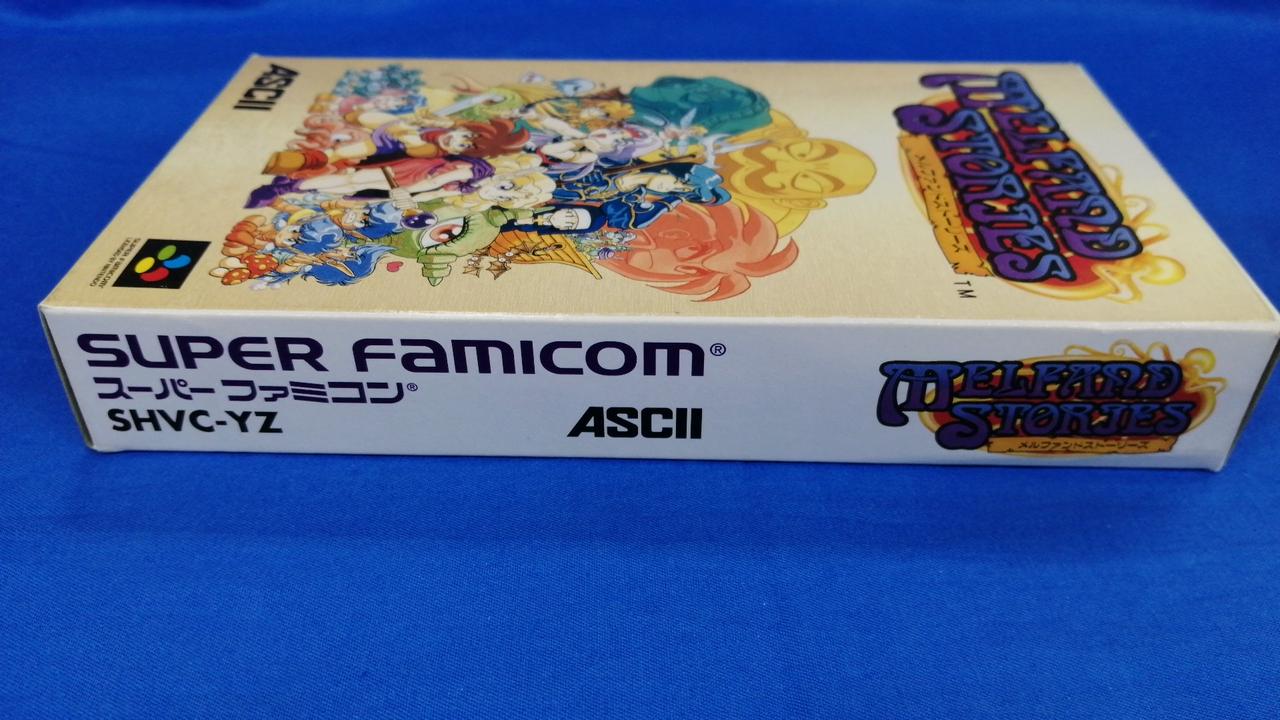 ASCII
MELFAND
STORIES
メルファンドストーリーズ
TM
SUPER FAMICOM
SUPER FAMICOM®
スーパーファミコン®
SHVC-YZ
ASCII
MELFAND
STORIES
メルファンドストーリーズ